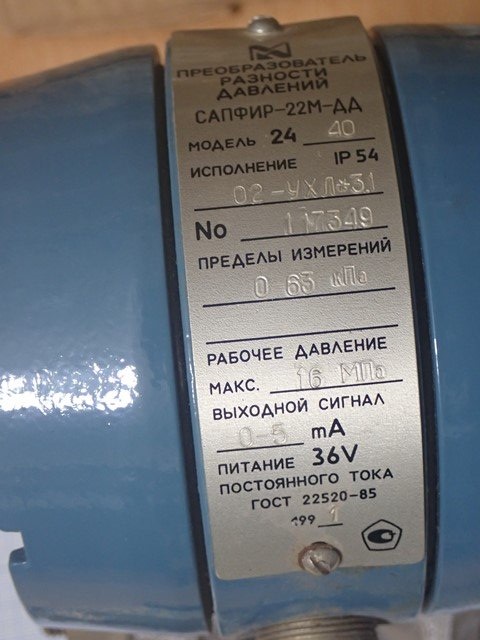 ПРЕОБРАЗОВАТЕЛЬ
РАЗНОСТИ
ДАВЛЕНИЙ
САПФИР-22М-ДД
МОДЕЛЬ 24 40
ИСПОЛНЕНИЕ IP 54
02-УХЛ*3.1
No 117349
ПРЕДЕЛЫ ИЗМЕРЕНИЙ
0 63 кПа
РАБОЧЕЕ ДАВЛЕНИЕ
МАКС. 16 МПа
ВЫХОДНОЙ СИГНАЛ
0-5 mA
ПИТАНИЕ 36V
ПОСТОЯННОГО ТОКА
ГОСТ 22520-85
199 1